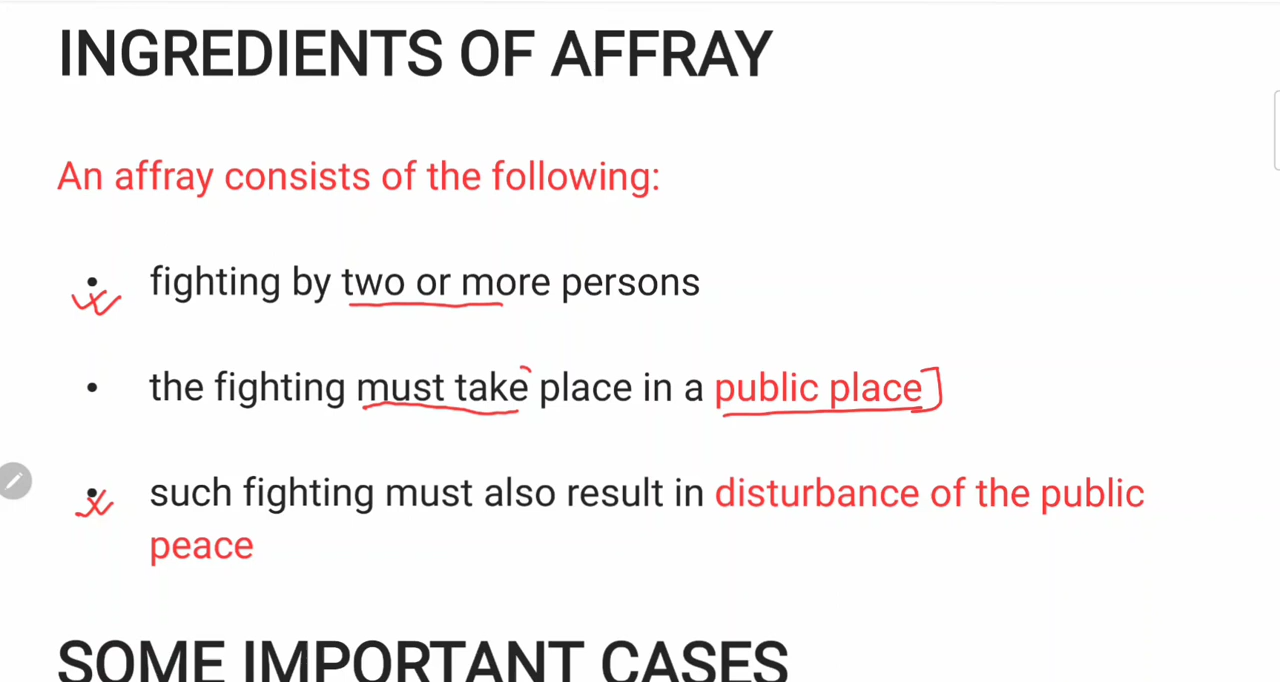 INGREDIENTS OF AFFRAY
An affray consists of the following:
• fighting by two or more persons
• the fighting must take place in a public place
• such fighting must also result in disturbance of the public
peace
SOME IMPORTANT CASES